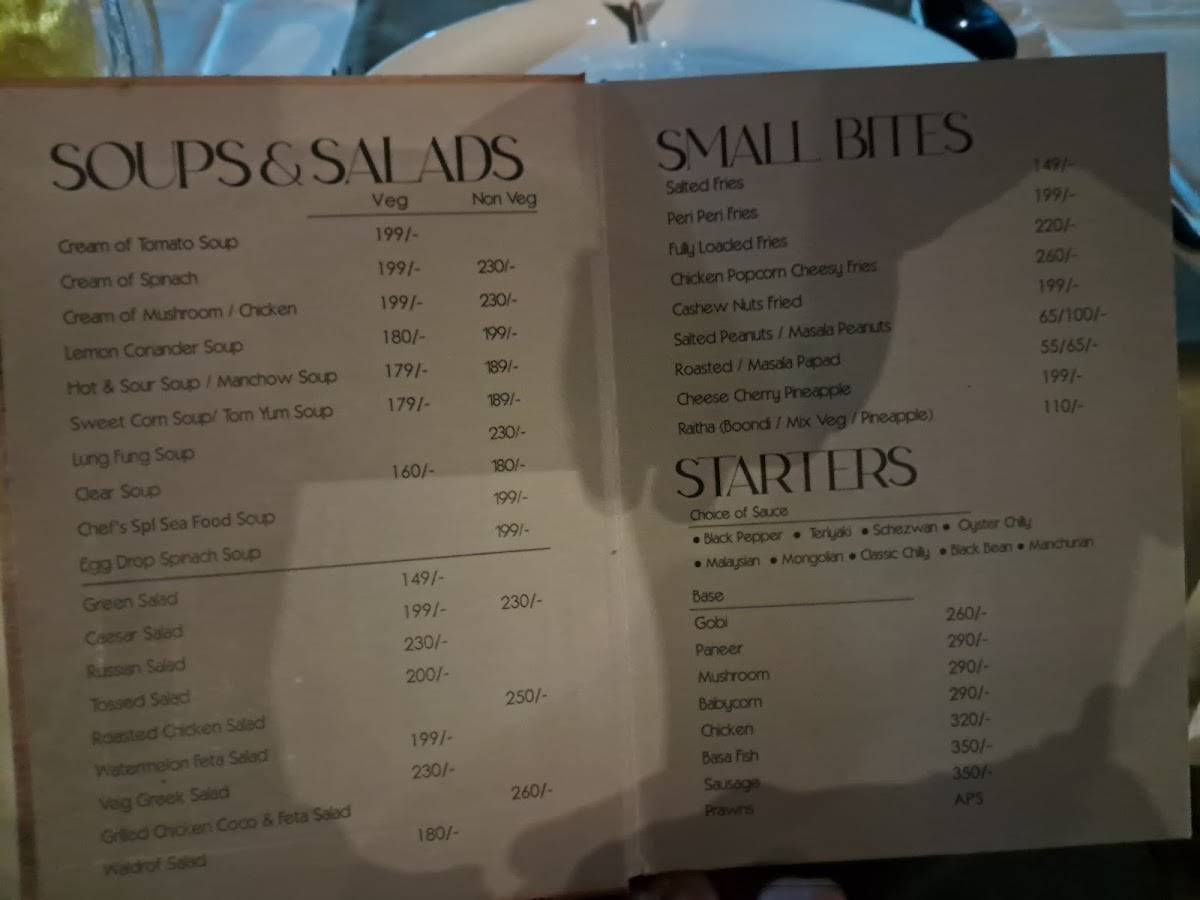 SOUPS & SALADS
Veg Non Veg
Cream of Tomato Soup 199/-
Cream of Spinach 199/- 230/-
Cream of Mushroom / Chicken 199/- 230/-
Lemon Coriander Soup 180/- 199/-
Hot & Sour Soup / Manchow Soup 179/- 189/-
Sweet Corn Soup/ Tom Yum Soup 179/- 189/-
Lung Fung Soup 230/-
Clear Soup 160/- 180/-
Chef's Spl Sea Food Soup 199/-
Egg Drop Spinach Soup 199/-
Green Salad 149/-
Caesar Salad 199/- 230/-
Russian Salad 230/-
Tossed Salad 200/-
Roasted Chicken Salad 250/-
Watermelon Feta Salad 199/-
Veg Greek Salad 230/-
Grilled Chicken Coco & Feta Salad 260/-
Waldrof Salad 180/-
SMALL BITES
Salted Fries 149/-
Peri Peri Fries 199/-
Fully Loaded Fries 220/-
Chicken Popcorn Cheesy Fries 260/-
Cashew Nuts Fried 199/-
Salted Peanuts / Masala Peanuts 65/100/-
Roasted / Masala Papad 55/65/-
Cheese Cherry Pineapple 199/-
Raitha (Boondi / Mix Veg / Pineapple) 110/-
STARTERS
Choice of Sauce
• Black Pepper • Teriyaki • Schezwan • Oyster Chilly
• Malaysian • Mongolian • Classic Chilly • Black Bean • Manchurian
Base
Gobi 260/-
Paneer 290/-
Mushroom 290/-
Babycorn 290/-
Chicken 320/-
Basa Fish 350/-
Sausage 350/-
Prawns APS